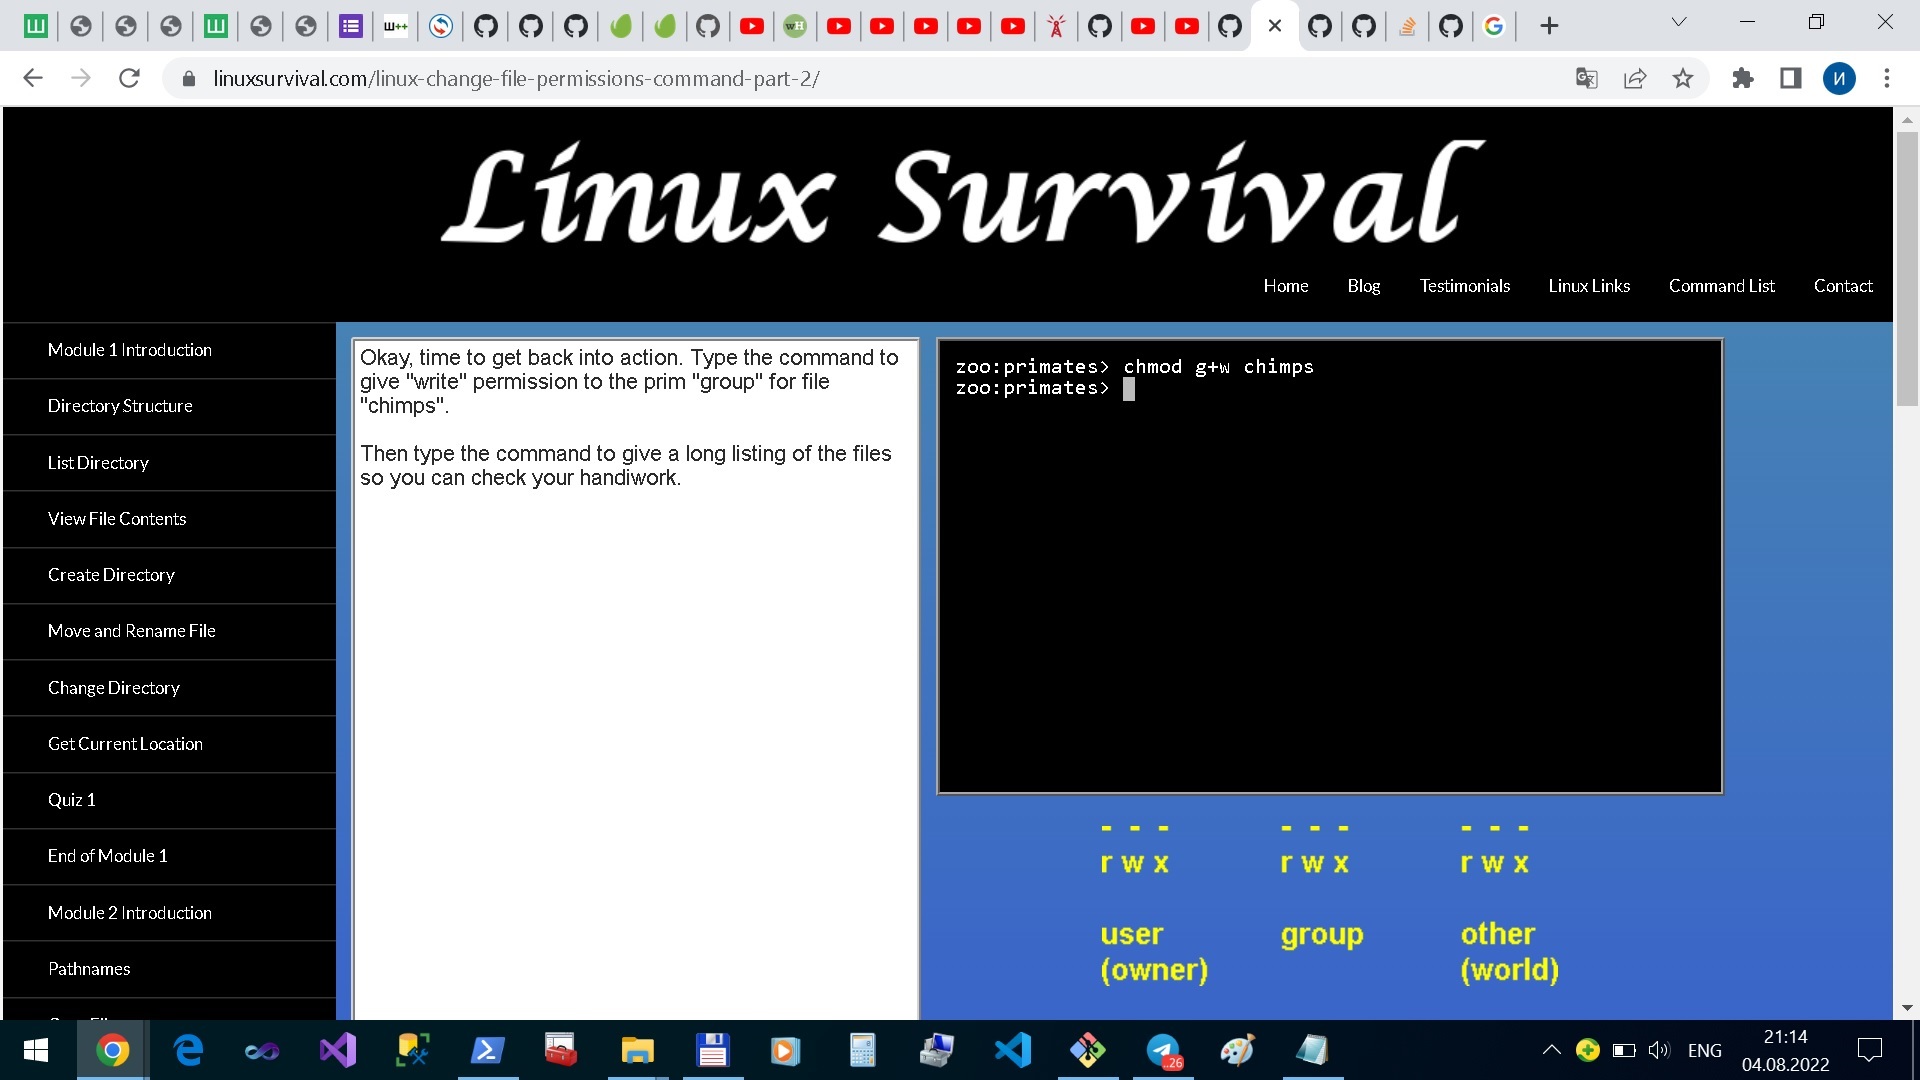 linuxsurvival.com/linux-change-file-permissions-command-part-2/
И
Linux Survival
Home Blog Testimonials Linux Links Command List Contact
Module 1 Introduction
Directory Structure
List Directory
View File Contents
Create Directory
Move and Rename File
Change Directory
Get Current Location
Quiz 1
End of Module 1
Module 2 Introduction
Pathnames
Okay, time to get back into action. Type the command to
give "write" permission to the prim "group" for file
"chimps".
Then type the command to give a long listing of the files
so you can check your handiwork.
zoo:primates> chmod g+w chimps
zoo:primates>
- - - - - - - - -
r w x r w x r w x
user group other
(owner) (world)
ENG
21:14
04.08.2022